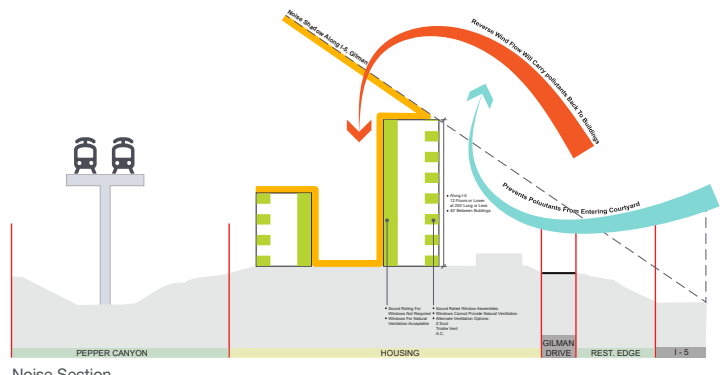 Noise Shadow Along I-5, Gilman
Reverse Wind Flow Will Carry pollutants Back To Buildings
Prevents Poluutants From Entering Courtyard
• Along I-5
12 Floors or Lower
at 200' Long or Less
• 40' Between Buildings
• Sound Rating For
Windows Not Required
• Windows For Natural
Ventilation Acceptable
• Sound Rated Window Assemblies
• Windows Cannot Provide Natural Ventilation
• Alternate Ventilation Options:
Z Duct
Trickle Vent
A.C.
PEPPER CANYON
HOUSING
GILMAN
DRIVE
REST. EDGE
I - 5
Noise Section